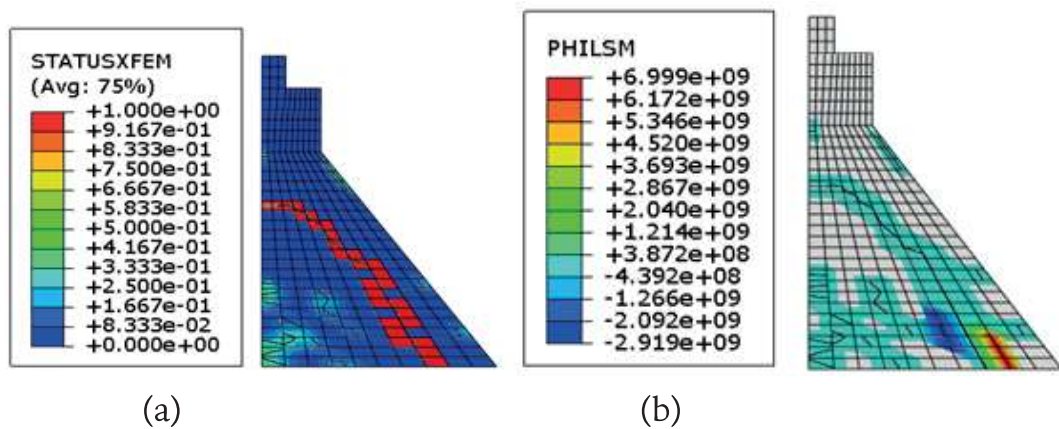 STATUSXFEM
(Avg: 75%)
+1.000e+00
+9.167e-01
+8.333e-01
+7.500e-01
+6.667e-01
+5.833e-01
+5.000e-01
+4.167e-01
+3.333e-01
+2.500e-01
+1.667e-01
+8.333e-02
+0.000e+00
(a)
PHILSM
+6.999e+09
+6.172e+09
+5.346e+09
+4.520e+09
+3.693e+09
+2.867e+09
+2.040e+09
+1.214e+09
+3.872e+08
-4.392e+08
-1.266e+09
-2.092e+09
-2.919e+09
(b)